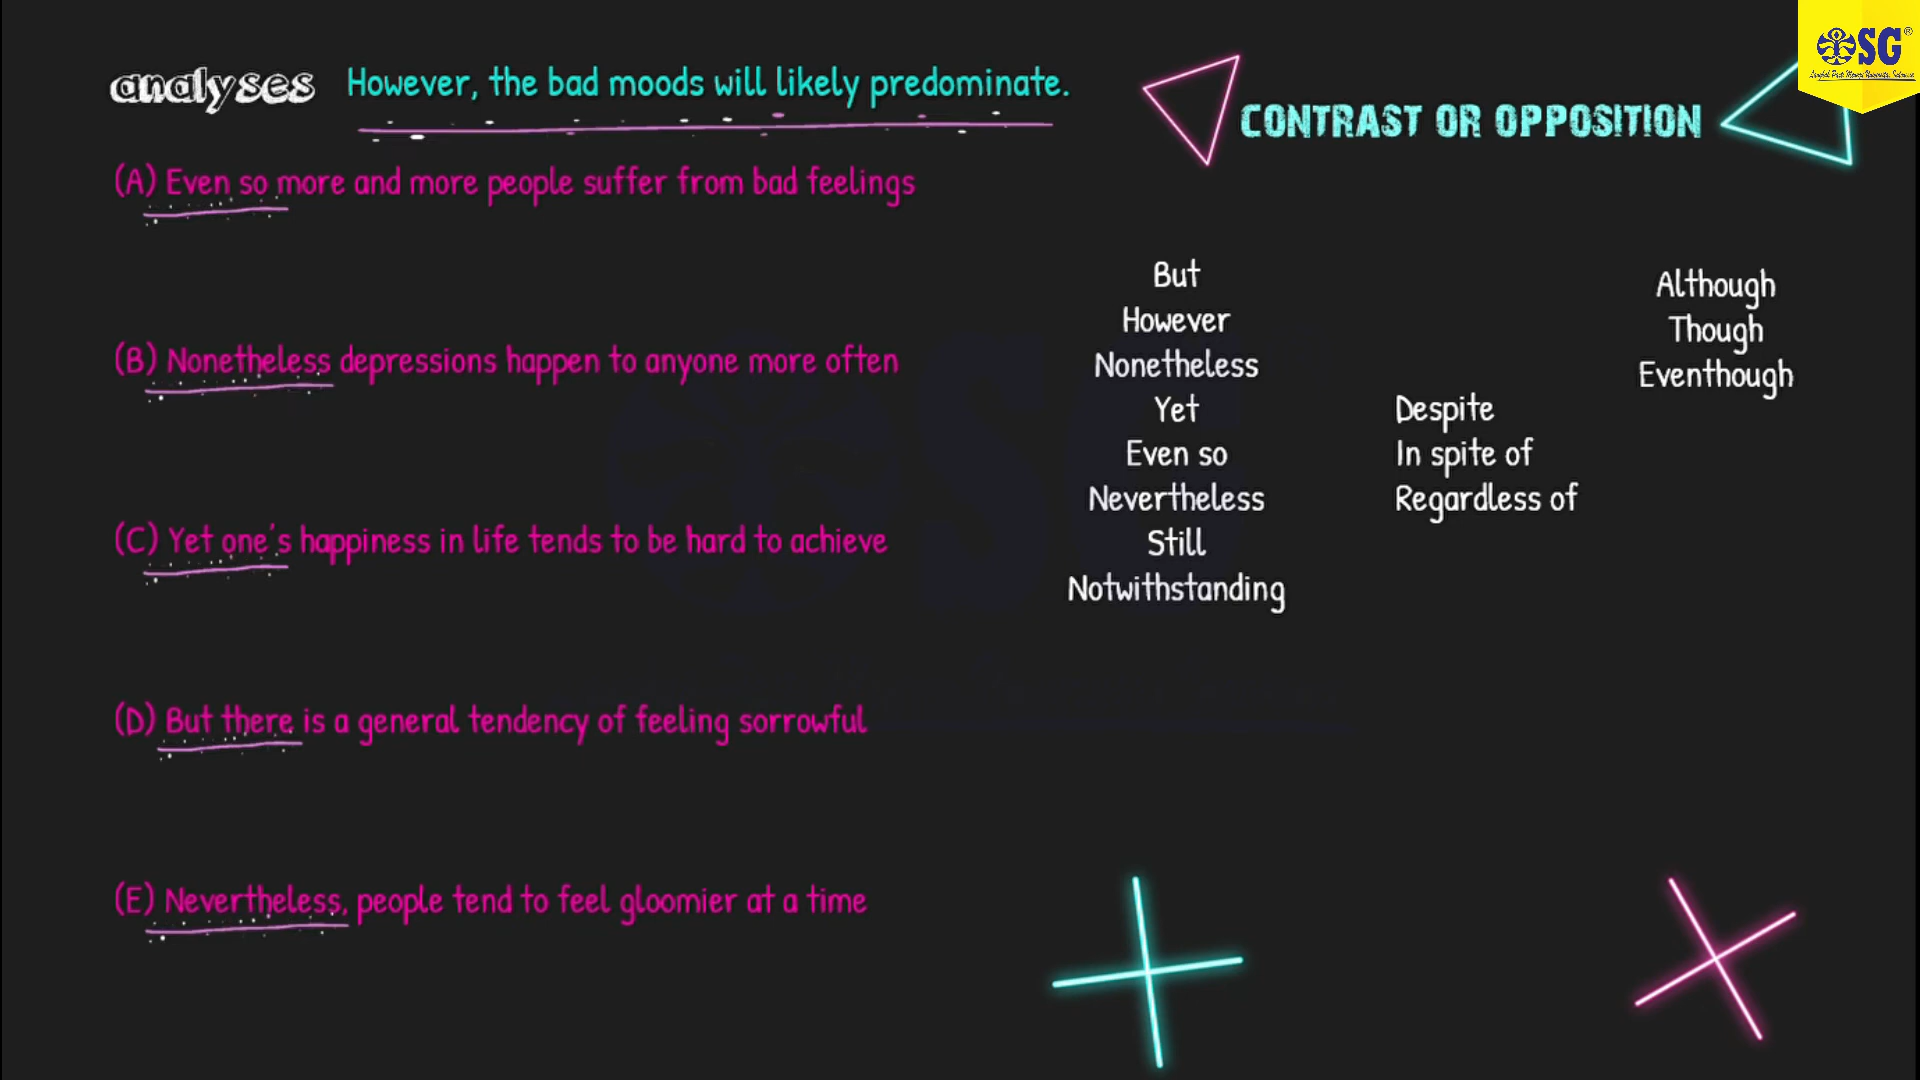 analyses
However, the bad moods will likely predominate.
CONTRAST OR OPPOSITION
SG®
(A) Even so more and more people suffer from bad feelings
(B) Nonetheless depressions happen to anyone more often
(C) Yet one's happiness in life tends to be hard to achieve
(D) But there is a general tendency of feeling sorrowful
(E) Nevertheless, people tend to feel gloomier at a time
But
However
Nonetheless
Yet
Even so
Nevertheless
Still
Notwithstanding
Despite
In spite of
Regardless of
Although
Though
Eventhough